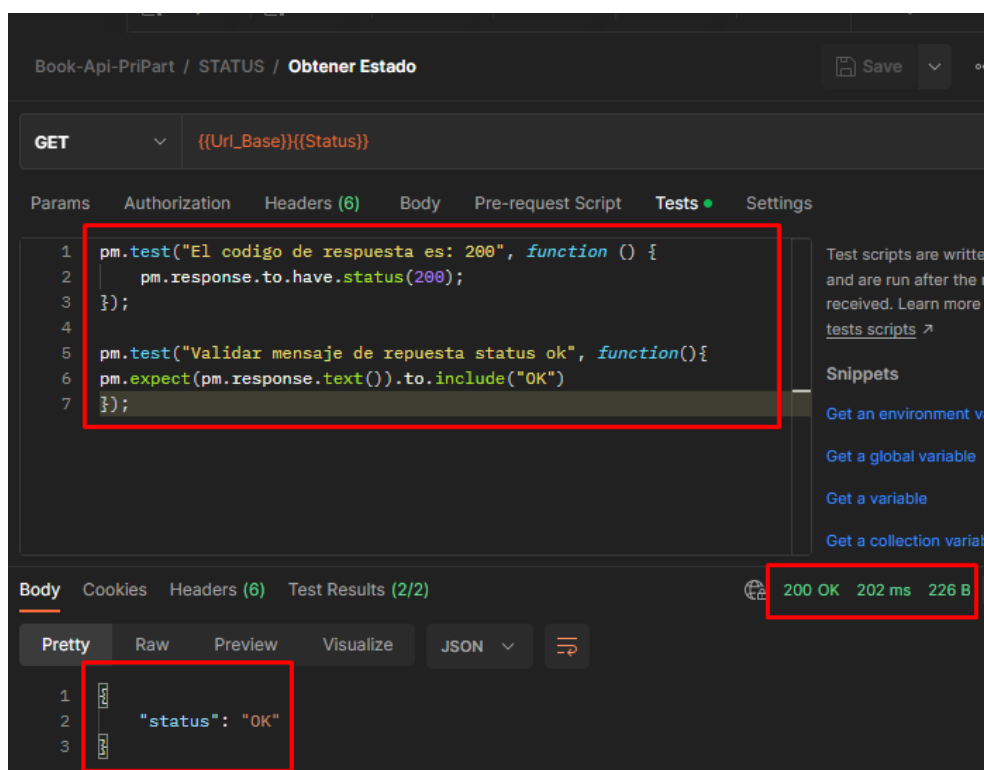 Book-Api-PriPart / STATUS / Obtener Estado
Save
GET {{Url_Base}}{{Status}}
Params Authorization Headers (6) Body Pre-request Script Tests Settings
1 pm.test("El codigo de respuesta es: 200", function () {
2 pm.response.to.have.status(200);
3 });
4
5 pm.test("Validar mensaje de repuesta status ok", function(){
6 pm.expect(pm.response.text()).to.include("OK")
7 });
Test scripts are writte
and are run after the
received. Learn more
tests scripts ↗
Snippets
Get an environment v
Get a global variable
Get a variable
Get a collection varia
Body Cookies Headers (6) Test Results (2/2) 200 OK 202 ms 226 B
Pretty Raw Preview Visualize JSON
1 {
2 "status": "OK"
3 }